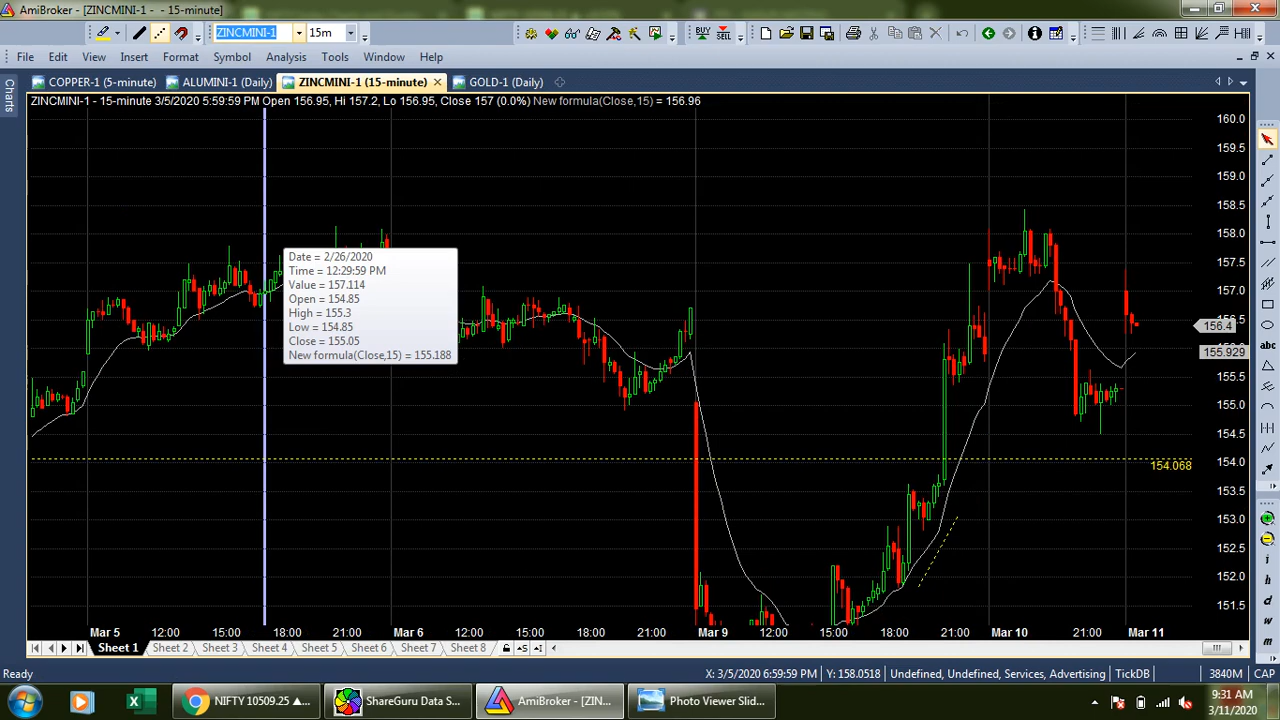 AmiBroker - [ZINCMINI-1 - - 15-minute]
ZINCMINI-1 15m
BUY SELL
File Edit View Insert Format Symbol Analysis Tools Window Help
Charts
COPPER-1 (5-minute) ALUMINI-1 (Daily) ZINCMINI-1 (15-minute) GOLD-1 (Daily)
ZINCMINI-1 - 15-minute 3/5/2020 5:59:59 PM Open 156.95, Hi 157.2, Lo 156.95, Close 157 (0.0%) New formula(Close,15) = 156.96
160.0
159.5
159.0
158.5
158.0
157.5
157.0
156.5
156.4
155.929
155.5
155.0
154.5
154.068
154.0
153.5
153.0
152.5
152.0
151.5
Date = 2/26/2020
Time = 12:29:59 PM
Value = 157.114
Open = 154.85
High = 155.3
Low = 154.85
Close = 155.05
New formula(Close,15) = 155.188
abc
i
h
d
w
m
Mar 5 12:00 15:00 18:00 21:00 Mar 6 12:00 15:00 18:00 21:00 Mar 9 12:00 15:00 18:00 21:00 Mar 10 21:00 Mar 11
Sheet 1 Sheet 2 Sheet 3 Sheet 4 Sheet 5 Sheet 6 Sheet 7 Sheet 8 S I
Ready X: 3/5/2020 6:59:59 PM Y: 158.0518 Undefined, Undefined, Services, Advertising TickDB 3840M CAP
NIFTY 10509.25 ▲... ShareGuru Data S... AmiBroker - [ZINC... Photo Viewer Slid...
9:31 AM
3/11/2020